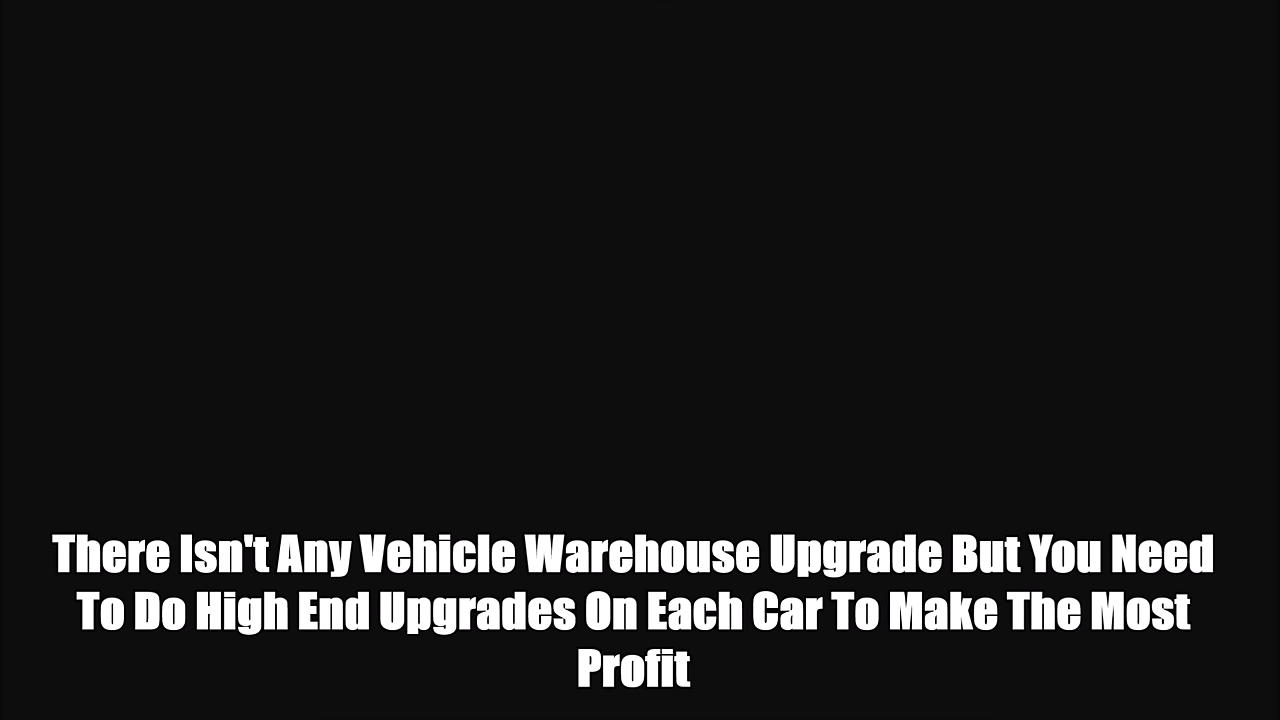 There Isn't Any Vehicle Warehouse Upgrade But You Need
To Do High End Upgrades On Each Car To Make The Most
Profit